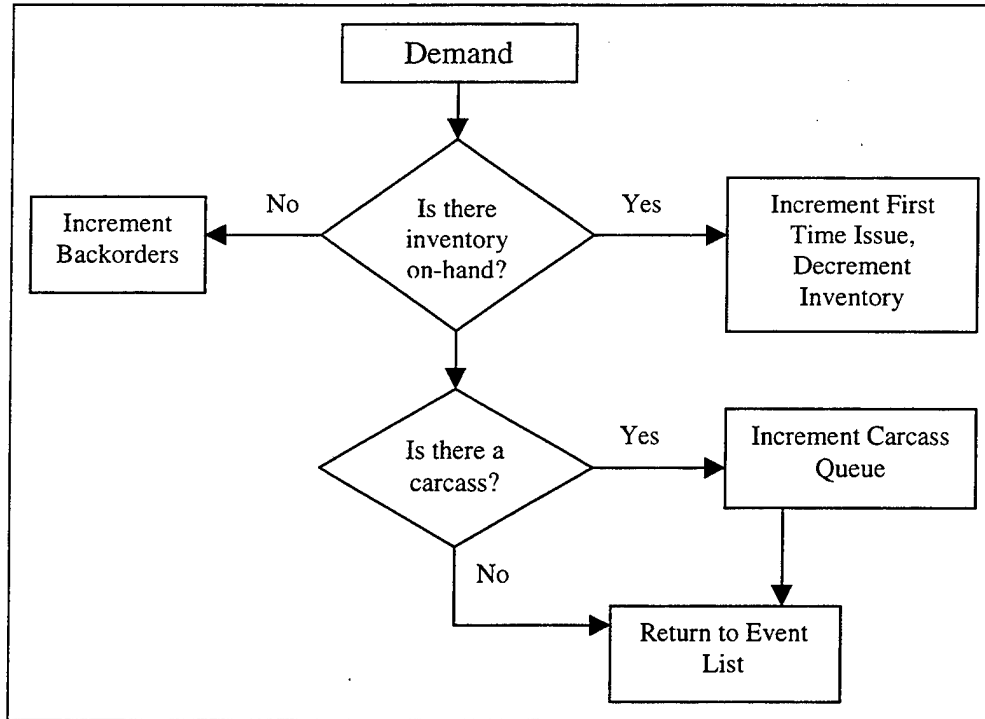 Demand
No
Yes
Increment
Backorders
Is there
inventory
on-hand?
Increment First
Time Issue,
Decrement
Inventory
Is there a
carcass?
Yes
Increment Carcass
Queue
No
Return to Event
List